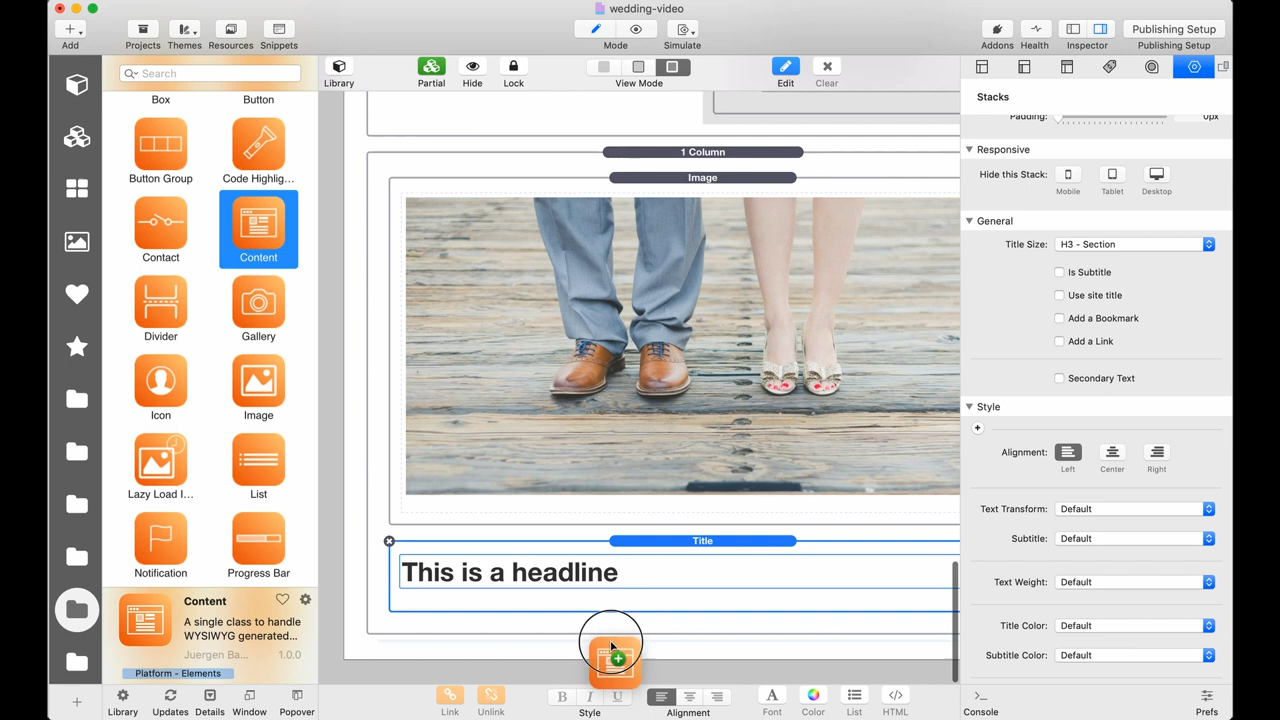 wedding-video
Add Projects Themes Resources Snippets Mode Simulate Addons Health Inspector Publishing Setup
Publishing Setup
Search
Library Partial Hide Lock View Mode Edit Clear
Stacks
Box Button
Button Group Code Highlig...
Contact Content
Divider Gallery
Icon Image
Lazy Load I... List
Notification Progress Bar
Content
A single class to handle
WYSIWYG generated...
Juergen Ba... 1.0.0
Platform - Elements
Library Updates Details Window Popover
1 Column
Image
Title
This is a headline
Link Unlink B I U Style Alignment A Font Color List HTML
Padding: 0px
Responsive
Hide this Stack:
Mobile Tablet Desktop
General
Title Size: H3 - Section
Is Subtitle
Use site title
Add a Bookmark
Add a Link
Secondary Text
Style
Alignment:
Left Center Right
Text Transform: Default
Subtitle: Default
Text Weight: Default
Title Color: Default
Subtitle Color: Default
Console Prefs